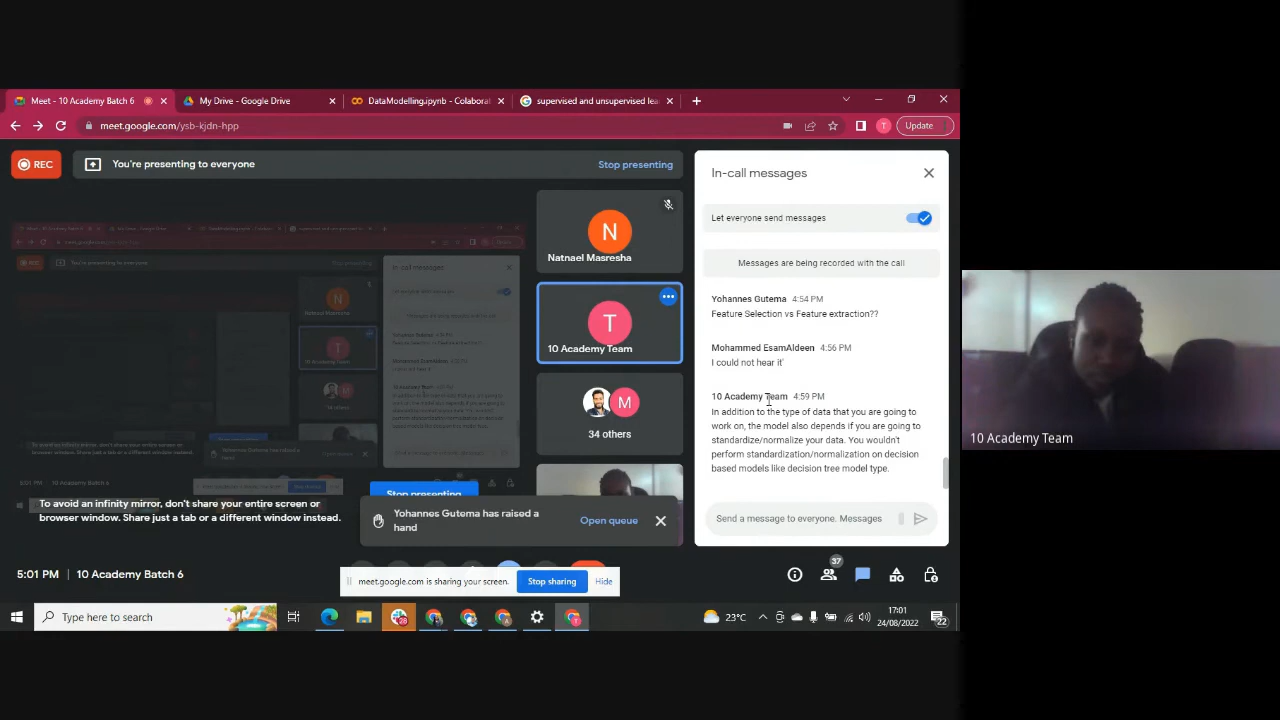 Meet - 10 Academy Batch 6
My Drive - Google Drive
DataModelling.ipynb - Colaborat
supervised and unsupervised lea
meet.google.com/ysb-kjdn-hpp
T
Update
REC
You're presenting to everyone
Stop presenting
N
Natnael Masresha
T
10 Academy Team
M
34 others
In-call messages
Let everyone send messages
Messages are being recorded with the call
Yohannes Gutema 4:54 PM
Feature Selection vs Feature extraction??
Mohammed EsamAldeen 4:56 PM
I could not hear it'
10 Academy Team 4:59 PM
In addition to the type of data that you are going to
work on, the model also depends if you are going to
standardize/normalize your data. You wouldn't
perform standardization/normalization on decision
based models like decision tree model type.
Send a message to everyone. Messages
To avoid an infinity mirror, don't share your entire screen or
browser window. Share just a tab or a different window instead.
Stop presenting
Yohannes Gutema has raised a
hand
Open queue
5:01 PM | 10 Academy Batch 6
37
meet.google.com is sharing your screen.
Stop sharing
Hide
Type here to search
23°C
17:01
24/08/2022
22
10 Academy Team